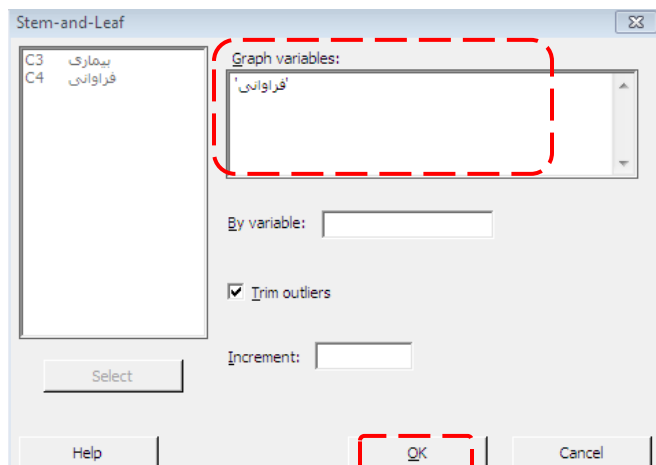 Stem-and-Leaf
C3 بیماری
C4 فراوانی
Graph variables:
'فراوانی'
By variable:
Trim outliers
Increment:
Select
Help
OK
Cancel